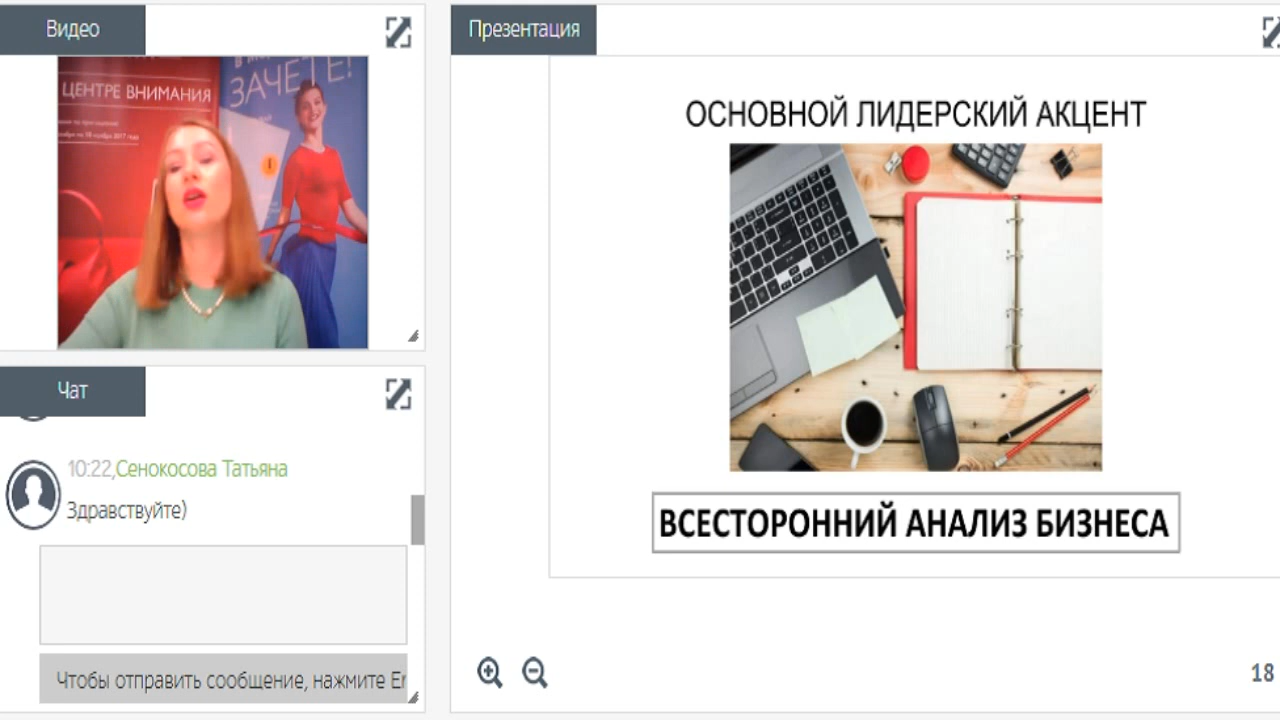 Видео
В ЦЕНТРЕ ВНИМАНИЯ
ЗАЧЕТЕ!
Чат
10:22,Сенокосова Татьяна
Здравствуйте)
Чтобы отправить сообщение, нажмите En
Презентация
ОСНОВНОЙ ЛИДЕРСКИЙ АКЦЕНТ
ВСЕСТОРОННИЙ АНАЛИЗ БИЗНЕСА
18